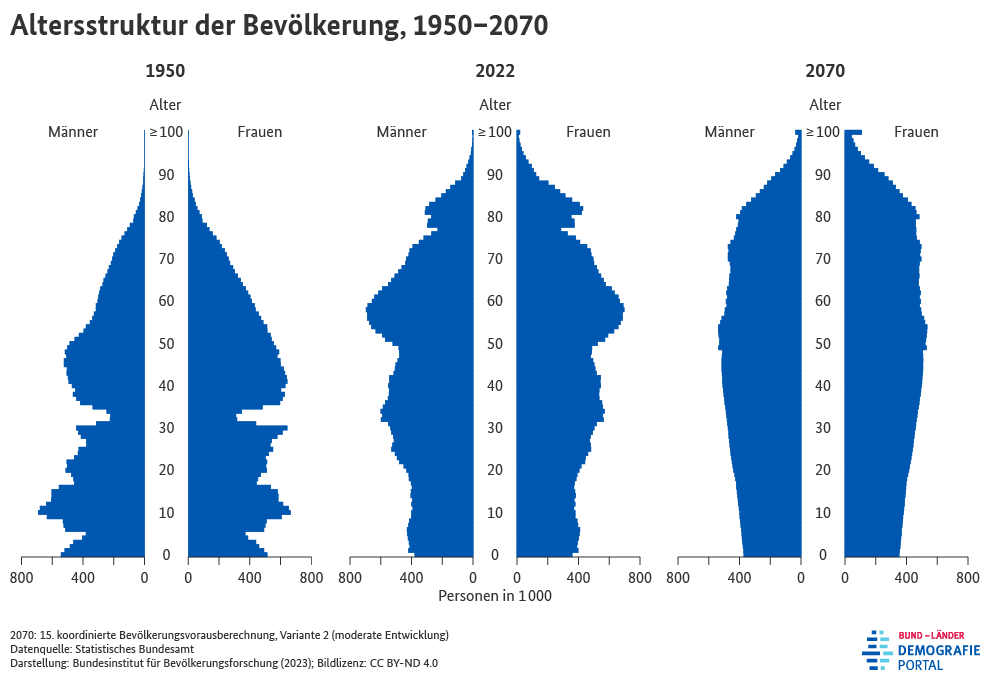 Altersstruktur der Bevölkerung, 1950–2070
1950 2022 2070
Alter Alter Alter
Männer ≥ 100 Frauen Männer ≥ 100 Frauen Männer ≥ 100 Frauen
90 90 90
80 80 80
70 70 70
60 60 60
50 50 50
40 40 40
30 30 30
20 20 20
10 10 10
0 0 0
800 400 0 0 400 800 800 400 0 0 400 800 800 400 0 0 400 800
Personen in 1 000
2070: 15. koordinierte Bevölkerungsvorausberechnung, Variante 2 (moderate Entwicklung)
Datenquelle: Statistisches Bundesamt
Darstellung: Bundesinstitut für Bevölkerungsforschung (2023); Bildlizenz: CC BY-ND 4.0
BUND-LÄNDER
DEMOGRAFIE
PORTAL